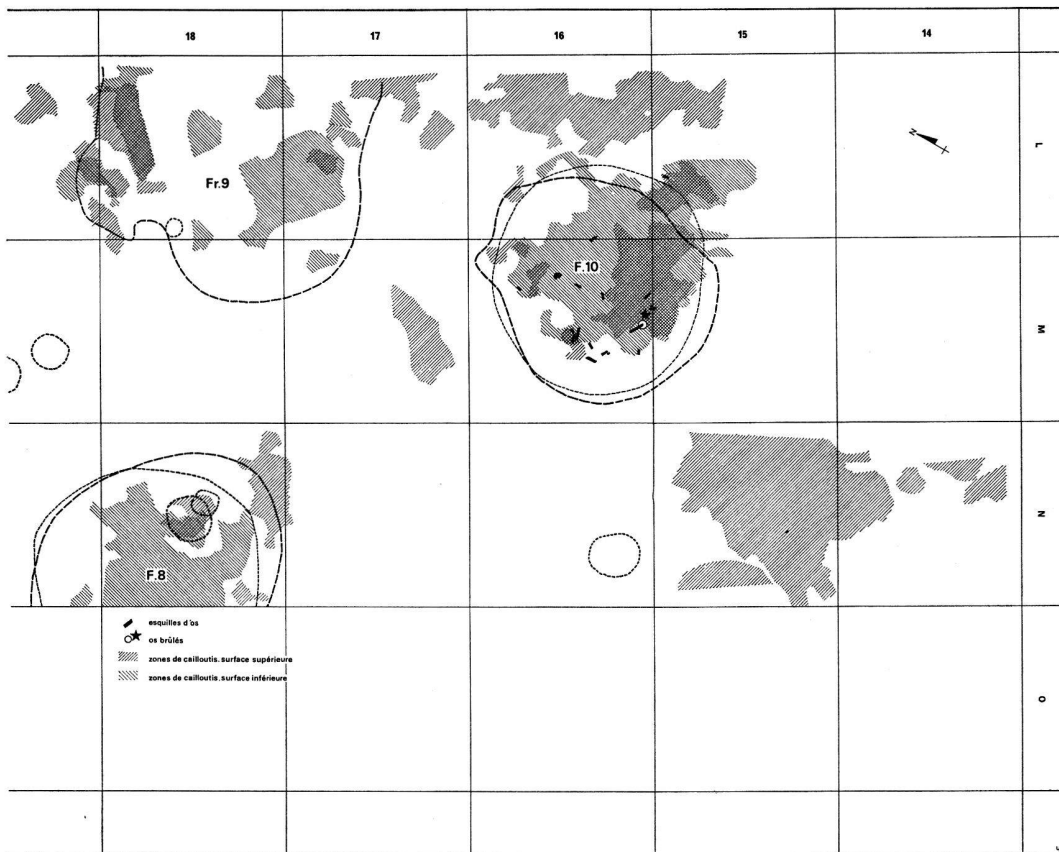 18 17 16 15 14
L
N
Fr.9
F.10
M
N
F.8
esquilles d'os
os brûlés
zones de cailloutis. surface supérieure
zones de cailloutis. surface inférieure
O